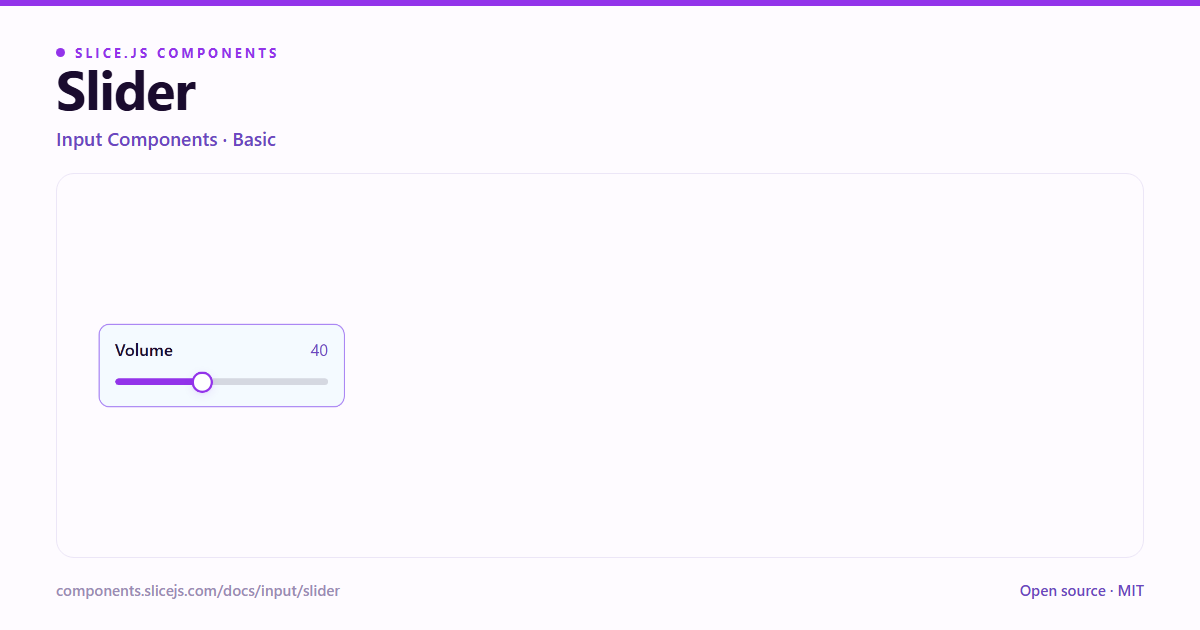 SLICE.JS COMPONENTS
Slider
Input Components · Basic
Volume 40
components.slicejs.com/docs/input/slider
Open source · MIT